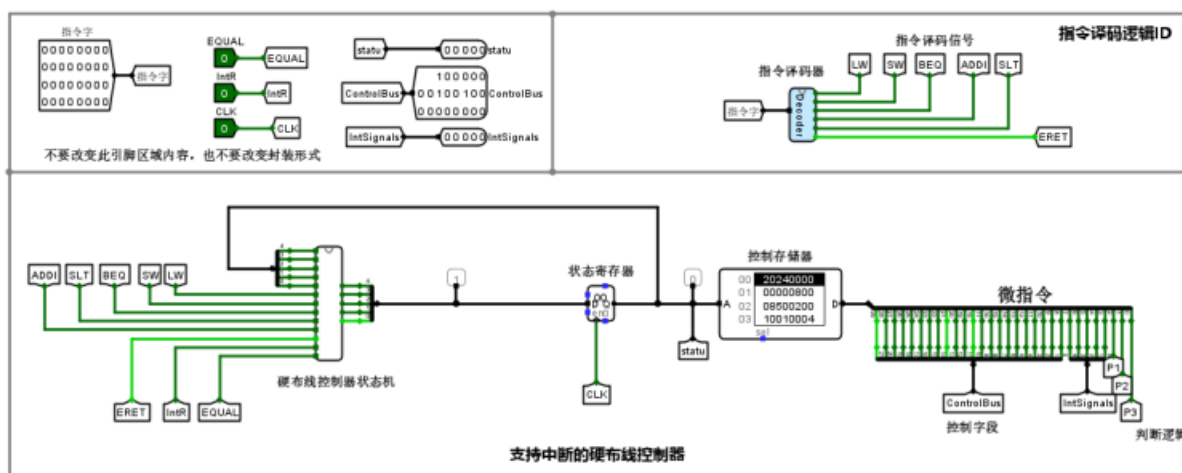 指令字
00000000
00000000
00000000
00000000
指令字
EQUAL
0
EQUAL
IntR
0
IntR
CLK
0
CLK
statu
00000
statu
ControlBus
100000
00100100
00000000
ControlBus
IntSignals
00000
IntSignals
不要改变此引脚区域内容，也不要改变封装形式
指令译码逻辑ID
指令译码信号
LW
SW
BEQ
ADDI
SLT
指令译码器
指令字
Decoder
ERET
ADDI
SLT
BEQ
SW
LW
ERET
IntR
EQUAL
硬布线控制器状态机
1
状态寄存器
en0
CLK
0
statu
控制存储器
00 20240000
01 00000800
02 08500200
03 10010004
A
D
sel
微指令
ControlBus
控制字段
IntSignals
P1
P2
P3
判断逻辑
支持中断的硬布线控制器